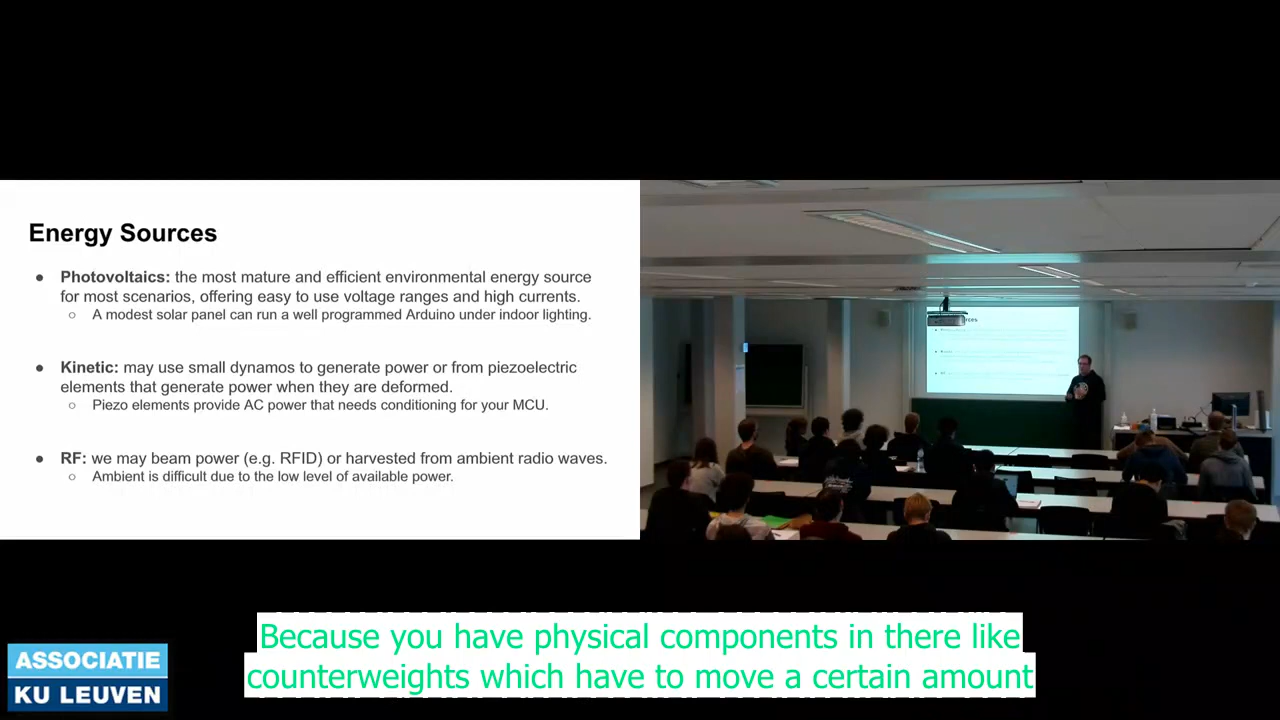 Energy Sources
● Photovoltaics: the most mature and efficient environmental energy source
for most scenarios, offering easy to use voltage ranges and high currents.
○ A modest solar panel can run a well programmed Arduino under indoor lighting.
● Kinetic: may use small dynamos to generate power or from piezoelectric
elements that generate power when they are deformed.
○ Piezo elements provide AC power that needs conditioning for your MCU.
● RF: we may beam power (e.g. RFID) or harvested from ambient radio waves.
○ Ambient is difficult due to the low level of available power.
Because you have physical components in there like
counterweights which have to move a certain amount
ASSOCIATIE
KU LEUVEN